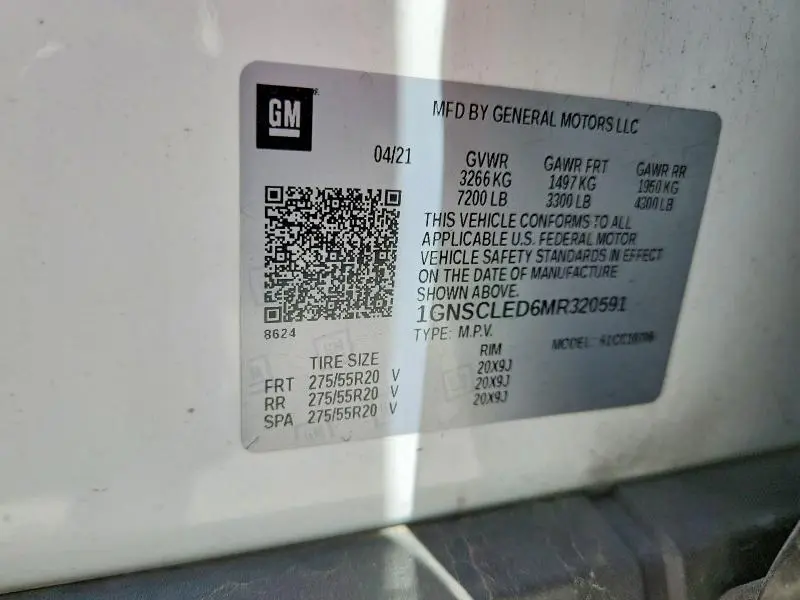 GM
MFD BY GENERAL MOTORS LLC
04/21
GVWR GAWR FRT GAWR RR
3266 KG 1497 KG 1950 KG
7200 LB 3300 LB 4300 LB
THIS VEHICLE CONFORMS TO ALL
APPLICABLE U.S. FEDERAL MOTOR
VEHICLE SAFETY STANDARDS IN EFFECT
ON THE DATE OF MANUFACTURE
SHOWN ABOVE.
1GNSCLED6MR320591
8624
TYPE: M.P.V. MODEL:
TIRE SIZE RIM
FRT 275/55R20 V 20X9J
RR 275/55R20 V 20X9J
SPA 275/55R20 V 20X9J